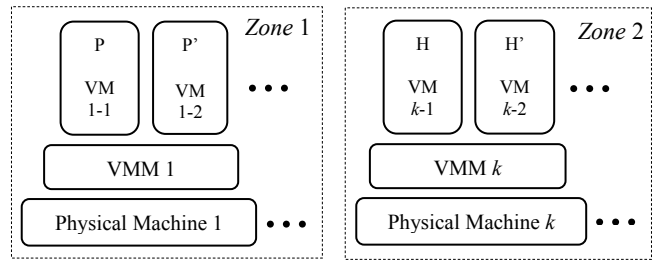 Zone 1
P
VM
1-1
P’
VM
1-2
• • •
VMM 1
Physical Machine 1
• • •
Zone 2
H
VM
k-1
H’
VM
k-2
• • •
VMM k
Physical Machine k
• • •